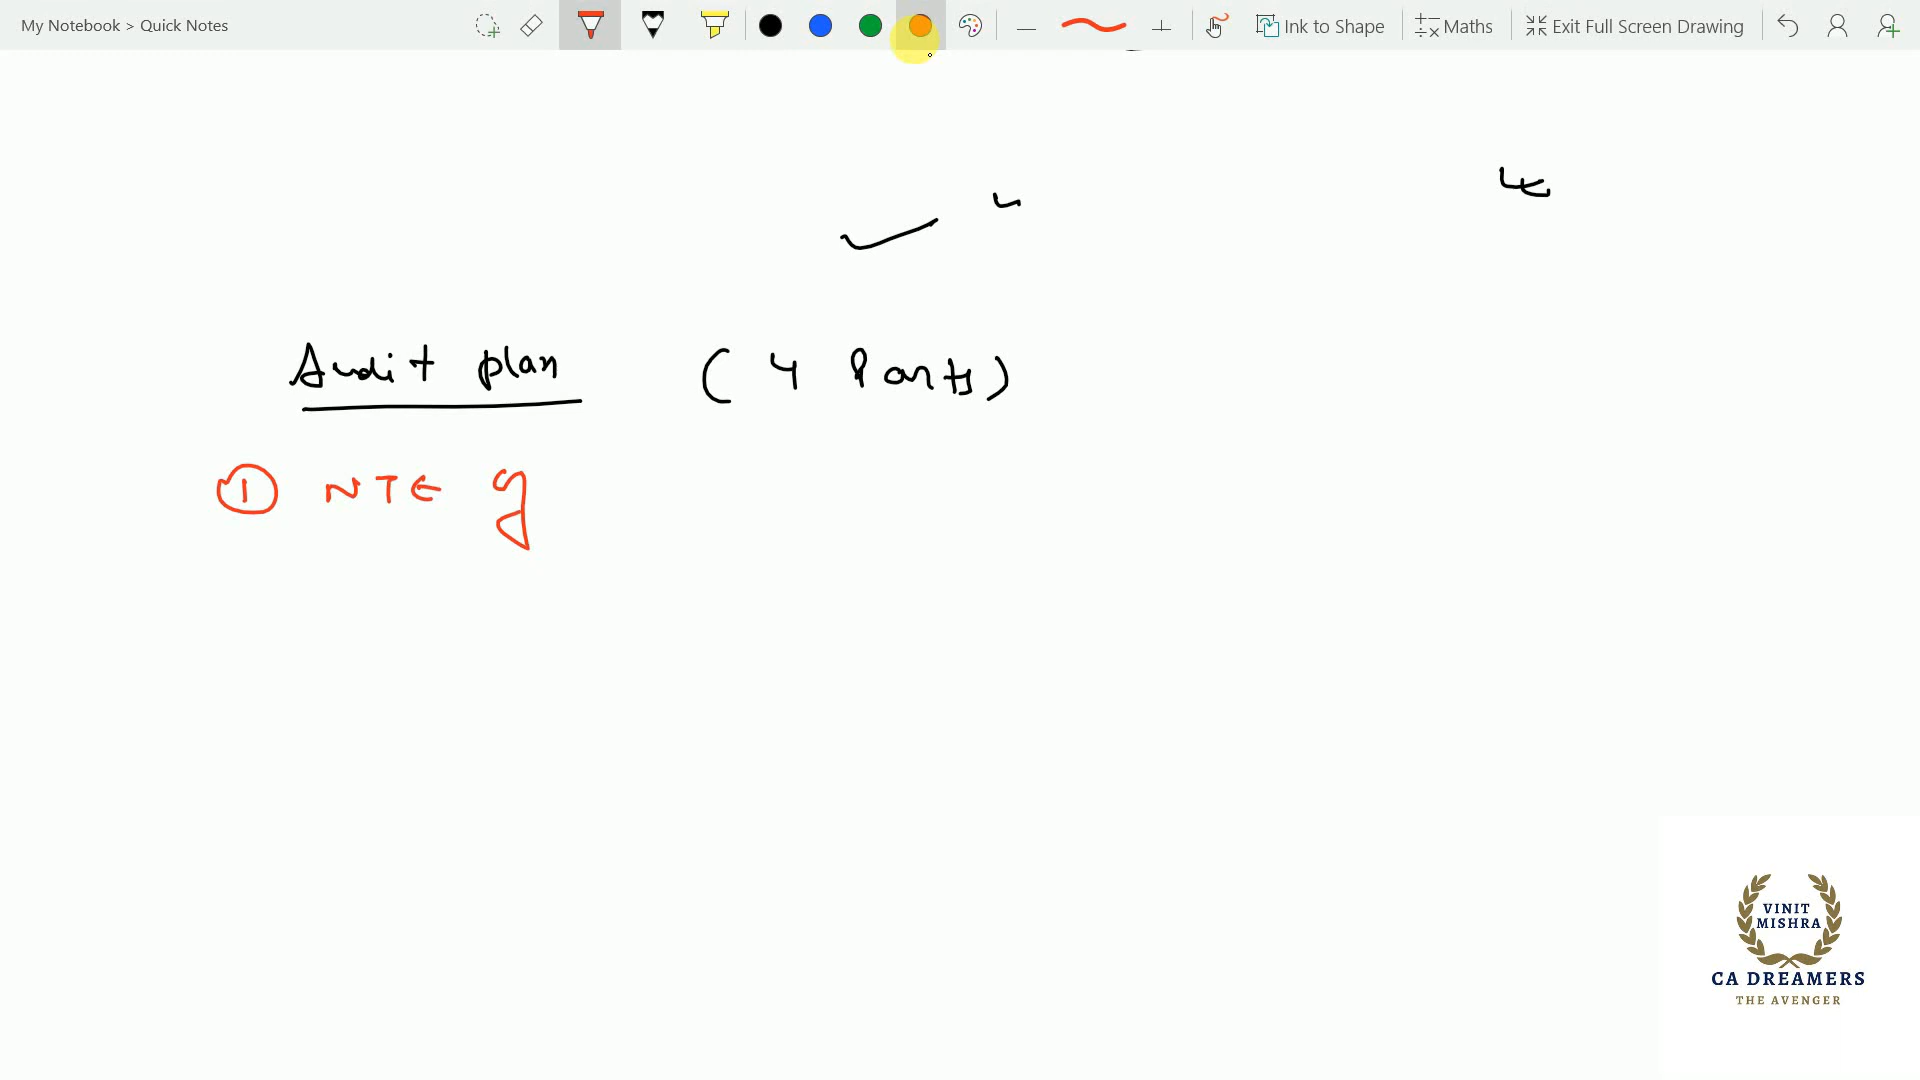 My Notebook > Quick Notes
Ink to Shape
Maths
Exit Full Screen Drawing
Audit plan (4 Parts)
① NTE g
VINIT
MISHRA
CA DREAMERS
THE AVENGER